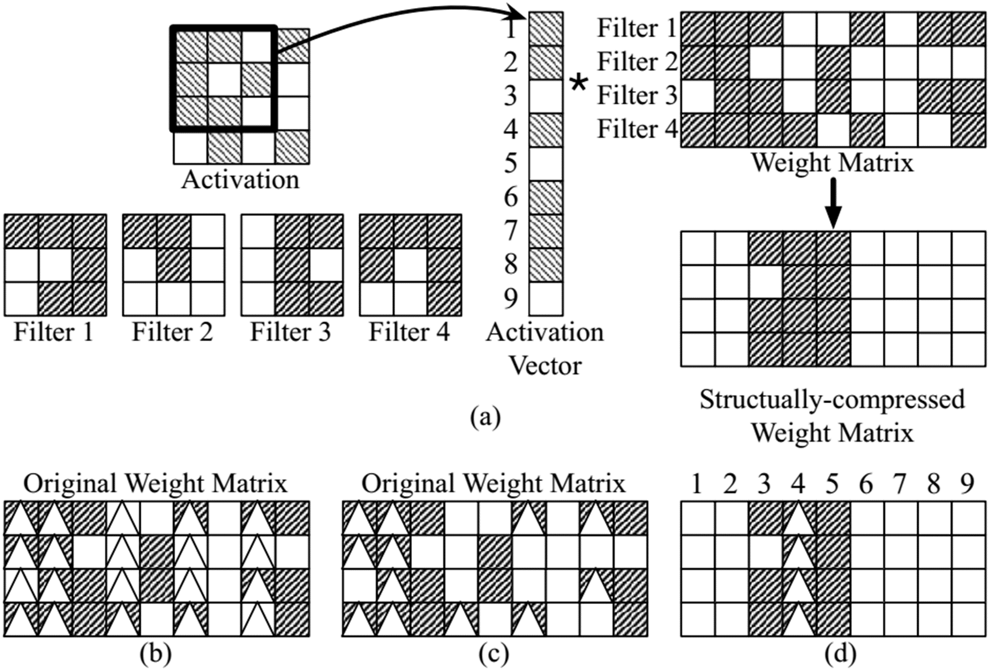 1
2
3
4
5
6
7
8
9
*
Filter 1
Filter 2
Filter 3
Filter 4
Activation
Weight Matrix
Filter 1
Filter 2
Filter 3
Filter 4
Activation
Vector
Structually-compressed
Weight Matrix
(a)
Original Weight Matrix
Original Weight Matrix
1 2 3 4 5 6 7 8 9
(b)
(c)
(d)